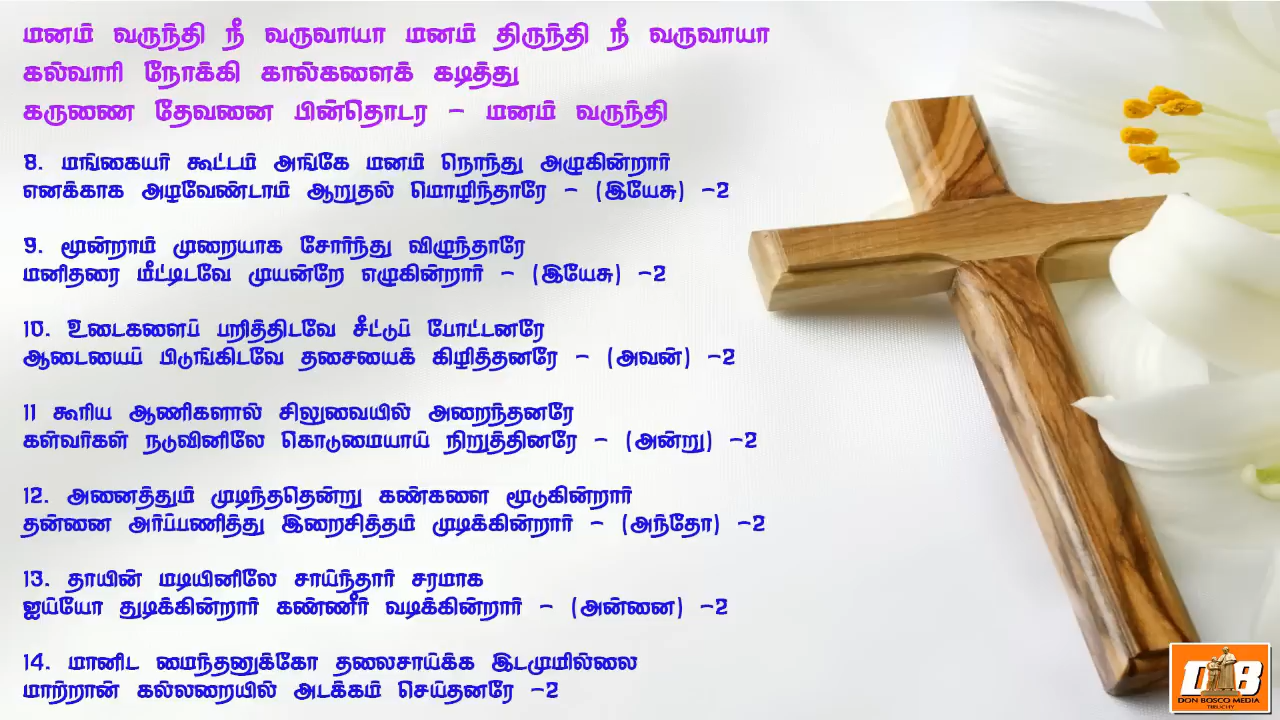 மனம் வருந்தி நீ வருவாயா மனம் திருந்தி நீ வருவாயா
கல்வாரி நோக்கி கால்களைக் கடித்து
கருணை தேவனை பின்தொடர - மனம் வருந்தி
8. மங்கையர் கூட்டம் அங்கே மனம் நொந்து அழுகின்றார்
எனக்காக அழவேண்டாம் ஆறுதல் மொழிந்தாரே - (இயேசு) -2
9. மூன்றாம் முறையாக சோர்ந்து விழுந்தாரே
மனிதரை மீட்டிடவே முயன்றே எழுகின்றார் - (இயேசு) -2
10. உடைகளைப் பறித்திடவே சீட்டுப் போட்டனரே
ஆடையைப் பிடுங்கிடவே தசையைக் கிழித்தனரே - (அவன்) -2
11 கூரிய ஆணிகளால் சிலுவையில் அறைந்தனரே
கள்வர்கள் நடுவினிலே கொடுமையாய் நிறுத்தினரே - (அன்று) -2
12. அனைத்தும் முடிந்ததென்று கண்களை மூடுகின்றார்
தன்னை அர்ப்பணித்து இறைசித்தம் முடிக்கின்றார் - (அந்தோ) -2
13. தாயின் மடியினிலே சாய்ந்தார் சரமாக
ஐய்யோ துடிக்கின்றார் கண்ணீர் வடிக்கின்றார் - (அன்னை) -2
14. மானிட மைந்தனுக்கோ தலைசாய்க்க இடமுமில்லை
மாற்றான் கல்லறையில் அடக்கம் செய்தனரே -2
DB
DON BOSCO MEDIA
TRICHY